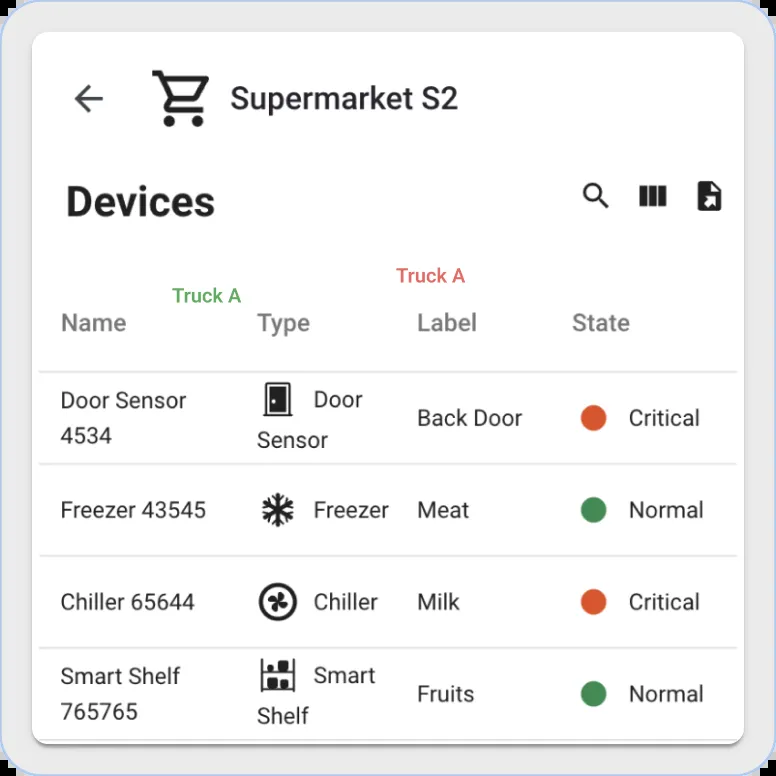 Supermarket S2
Devices
Truck A
Truck A
Name Type Label State
Door Sensor 4534 Door Sensor Back Door Critical
Freezer 43545 Freezer Meat Normal
Chiller 65644 Chiller Milk Critical
Smart Shelf 765765 Smart Shelf Fruits Normal